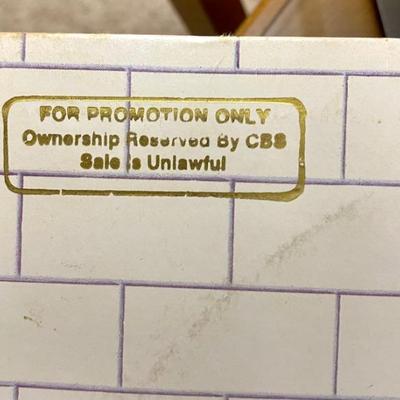 FOR PROMOTION ONLY
Ownership Reserved By CBS
Sale is Unlawful